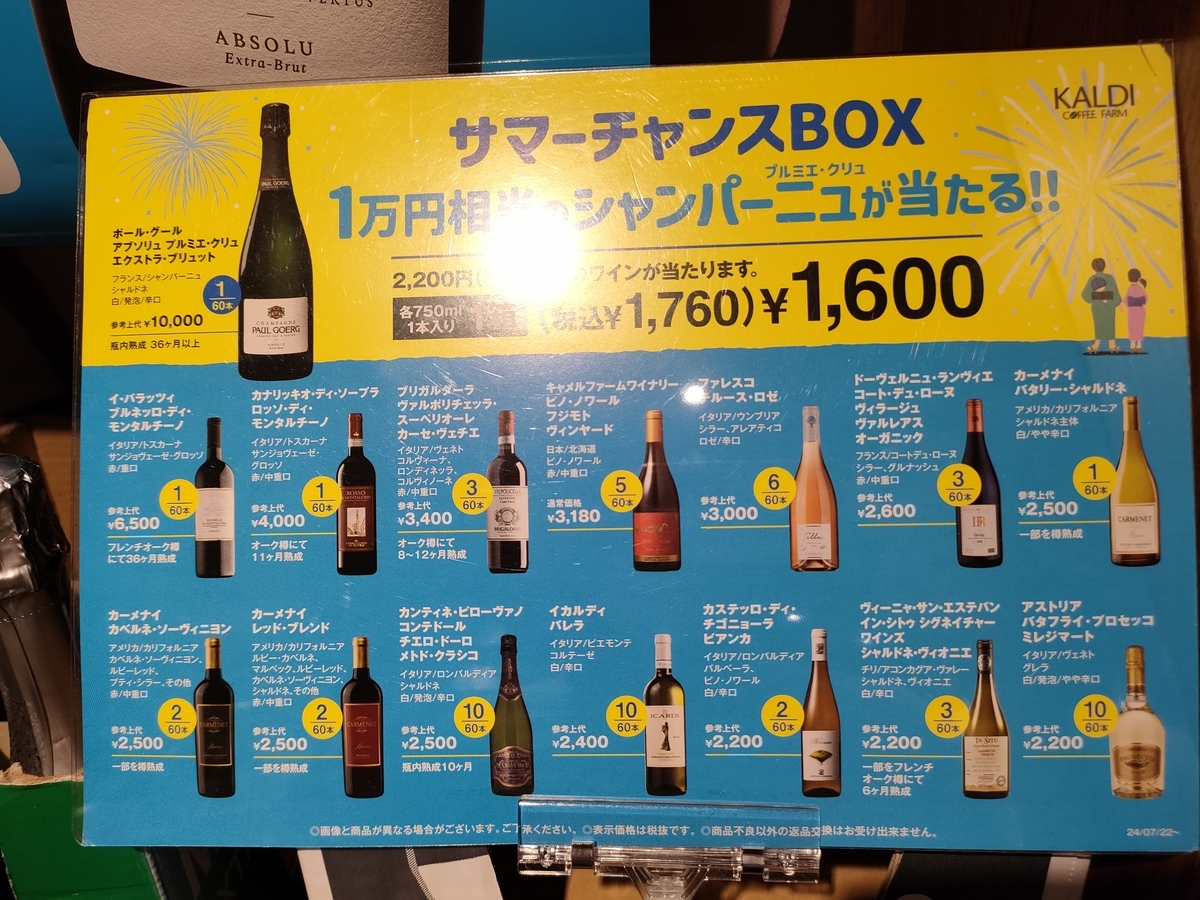 ABSOLU
Extra-Brut
KALDI
COFFEE FARM
サマーチャンスBOX
プルミエ・クリュ
1万円相当のシャンパーニュが当たる!!
2,200円
ワインが当たります。
各750ml
1本入り
(税込¥1,760)¥1,600
ポール・グール
アブソリュ プルミエ・クリュ
エクストラ・ブリュット
フランス/シャンパーニュ
シャルドネ
白/発泡/辛口
1
60本
参考上代 ¥10,000
瓶内熟成 36ヶ月以上
CHAMPAGNE
PAUL GOERG
イ・バラッツィ
ブルネッロ・ディ・
モンタルチーノ
イタリア/トスカーナ
サンジョヴェーゼ・グロッソ
赤/重口
1
60本
参考上代
¥6,500
フレンチオーク樽
にて36ヶ月熟成
カナリッキオ・ディ・ソープラ
ロッソ・ディ・
モンタルチーノ
イタリア/トスカーナ
サンジョヴェーゼ・
グロッソ
赤/中重口
1
60本
参考上代
¥4,000
オーク樽にて
11ヶ月熟成
ROSSO
ブリガルダーラ
ヴァルポリチェッラ・
スーペリオーレ
カーセ・ヴェチエ
イタリア/ヴェネト
コルヴィーナ、
ロンディネッラ、
コルヴィノーネ
赤/中重口
3
60本
参考上代
¥3,400
オーク樽にて
8~12ヶ月熟成
BRIGALDARA
キャメルファームワイナリー
ピノ・ノワール
フジモト
ヴィンヤード
日本/北海道
ピノ・ノワール
赤/中重口
5
60本
通常価格
¥3,180
ファレスコ
ブルース・ロゼ
イタリア/ウンブリア
シラー、アレアティコ
ロゼ/辛口
6
60本
参考上代
¥3,000
ドーヴェルニュ・ランヴィエ
コート・デュ・ローヌ
ヴィラージュ
ヴァルレアス
オーガニック
フランス/コートデュ・ローヌ
シラー、グルナッシュ
赤/中重口
3
60本
参考上代
¥2,600
カーメナイ
バタリー・シャルドネ
アメリカ/カリフォルニア
シャルドネ主体
白/やや辛口
1
60本
参考上代
¥2,500
一部を樽熟成
CARMENET
カーメナイ
カベルネ・ソーヴィニヨン
アメリカ/カリフォルニア
カベルネ・ソーヴィニヨン、
ルビーレッド、
プティ・シラー、その他
赤/中重口
2
60本
参考上代
¥2,500
一部を樽熟成
CARMENET
カーメナイ
レッド・ブレンド
アメリカ/カリフォルニア
ルビー・カベルネ、
マルベック、ルビーレッド、
カベルネ・ソーヴィニヨン、
シャルドネ、その他
赤/中重口
2
60本
参考上代
¥2,500
一部を樽熟成
CARMENET
カンティネ・ピローヴァノ
コンテドール
チエロ・ドーロ
メトド・クラシコ
イタリア/ロンバルディア
シャルドネ
白/発泡/辛口
10
60本
参考上代
¥2,500
瓶内熟成10ヶ月
イカルディ
バレラ
イタリア/ピエモンテ
コルテーゼ
白/辛口
10
60本
参考上代
¥2,400
ICARDI
カステッロ・ディ・
チゴニョーラ
ビアンカ
イタリア/ロンバルディア
バルベーラ、
ピノ・ノワール
白/辛口
2
60本
参考上代
¥2,200
ヴィーニャ・サン・エステバン
イン・シトゥ シグネイチャー
ワインズ
シャルドネ・ヴィオニエ
チリ/アコンカグア・ヴァレー
シャルドネ、ヴィオニエ
白/辛口
3
60本
参考上代
¥2,200
一部をフレンチ
オーク樽にて
6ヶ月熟成
IN SITU
アストリア
バタフライ・プロセッコ
ミレジマート
イタリア/ヴェネト
グレラ
白/発泡/やや辛口
10
60本
参考上代
¥2,200
◎画像と商品が異なる場合がございます。ご了承ください。 ◎表示価格は税抜です。 ◎商品不良以外の返品交換はお受け出来ません。
24/07/22~